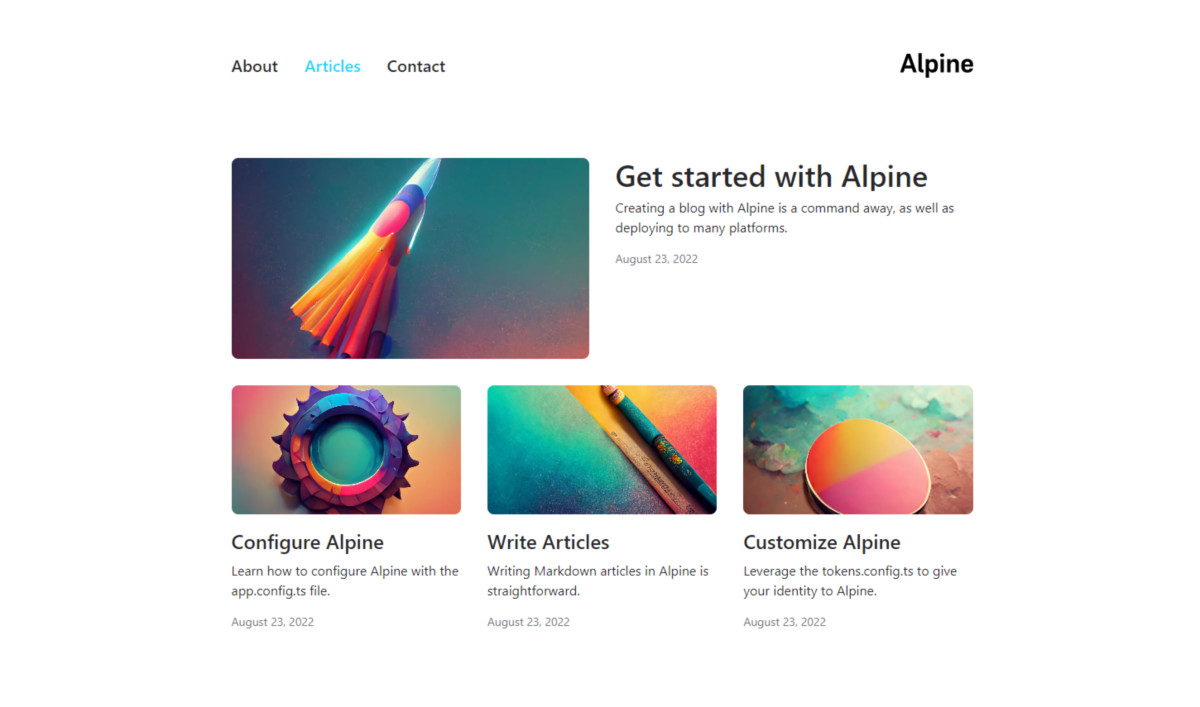 About Articles Contact Alpine
Get started with Alpine
Creating a blog with Alpine is a command away, as well as
deploying to many platforms.
August 23, 2022
Configure Alpine
Learn how to configure Alpine with the
app.config.ts file.
August 23, 2022
Write Articles
Writing Markdown articles in Alpine is
straightforward.
August 23, 2022
Customize Alpine
Leverage the tokens.config.ts to give
your identity to Alpine.
August 23, 2022